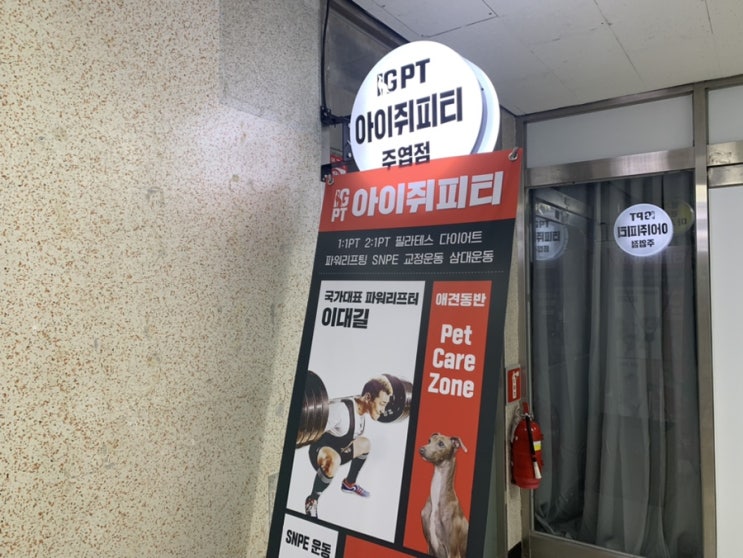 GPT
아이쥐피티
주엽점
IGPT 아이쥐피티
1:1PT 2:1PT 필라테스 다이어트
파워리프팅 SNPE 교정운동 삼대운동
국가대표 파워리프터
이대길
애견동반
Pet
Care
Zone
SNPE 운동